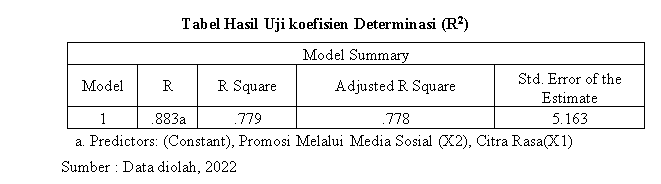 Tabel Hasil Uji koefisien Determinasi (R²)
Model Summary
Model R R Square Adjusted R Square Std. Error of the Estimate
1 .883a .779 .778 5.163
a. Predictors: (Constant), Promosi Melalui Media Sosial (X2), Citra Rasa(X1)
Sumber : Data diolah, 2022